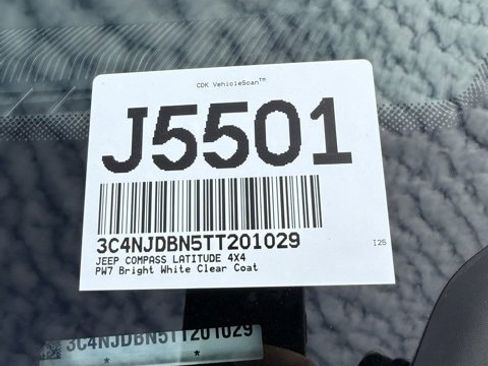 CDK VehicleScan™
J5501
3C4NJDBN5TT201029
I25
JEEP COMPASS LATITUDE 4X4
PW7 Bright White Clear Coat
3C4NJDBN5TT201029
* *